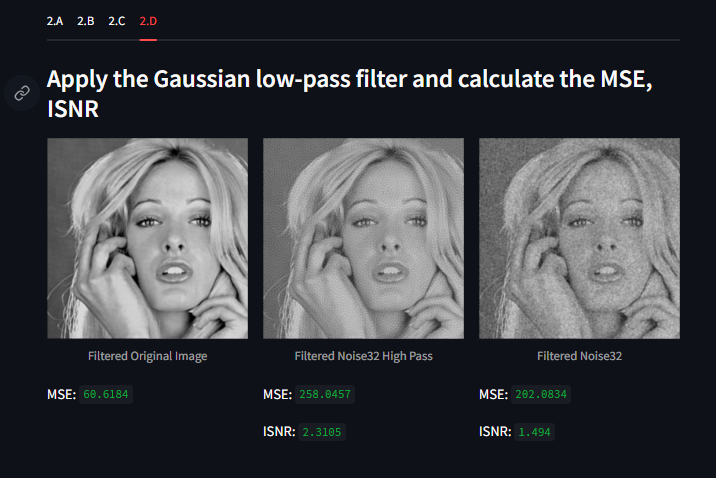 2.A 2.B 2.C 2.D
Apply the Gaussian low-pass filter and calculate the MSE,
ISNR
Filtered Original Image Filtered Noise32 High Pass Filtered Noise32
MSE: 60.6184 MSE: 258.0457 MSE: 202.0834
ISNR: 2.3105 ISNR: 1.494